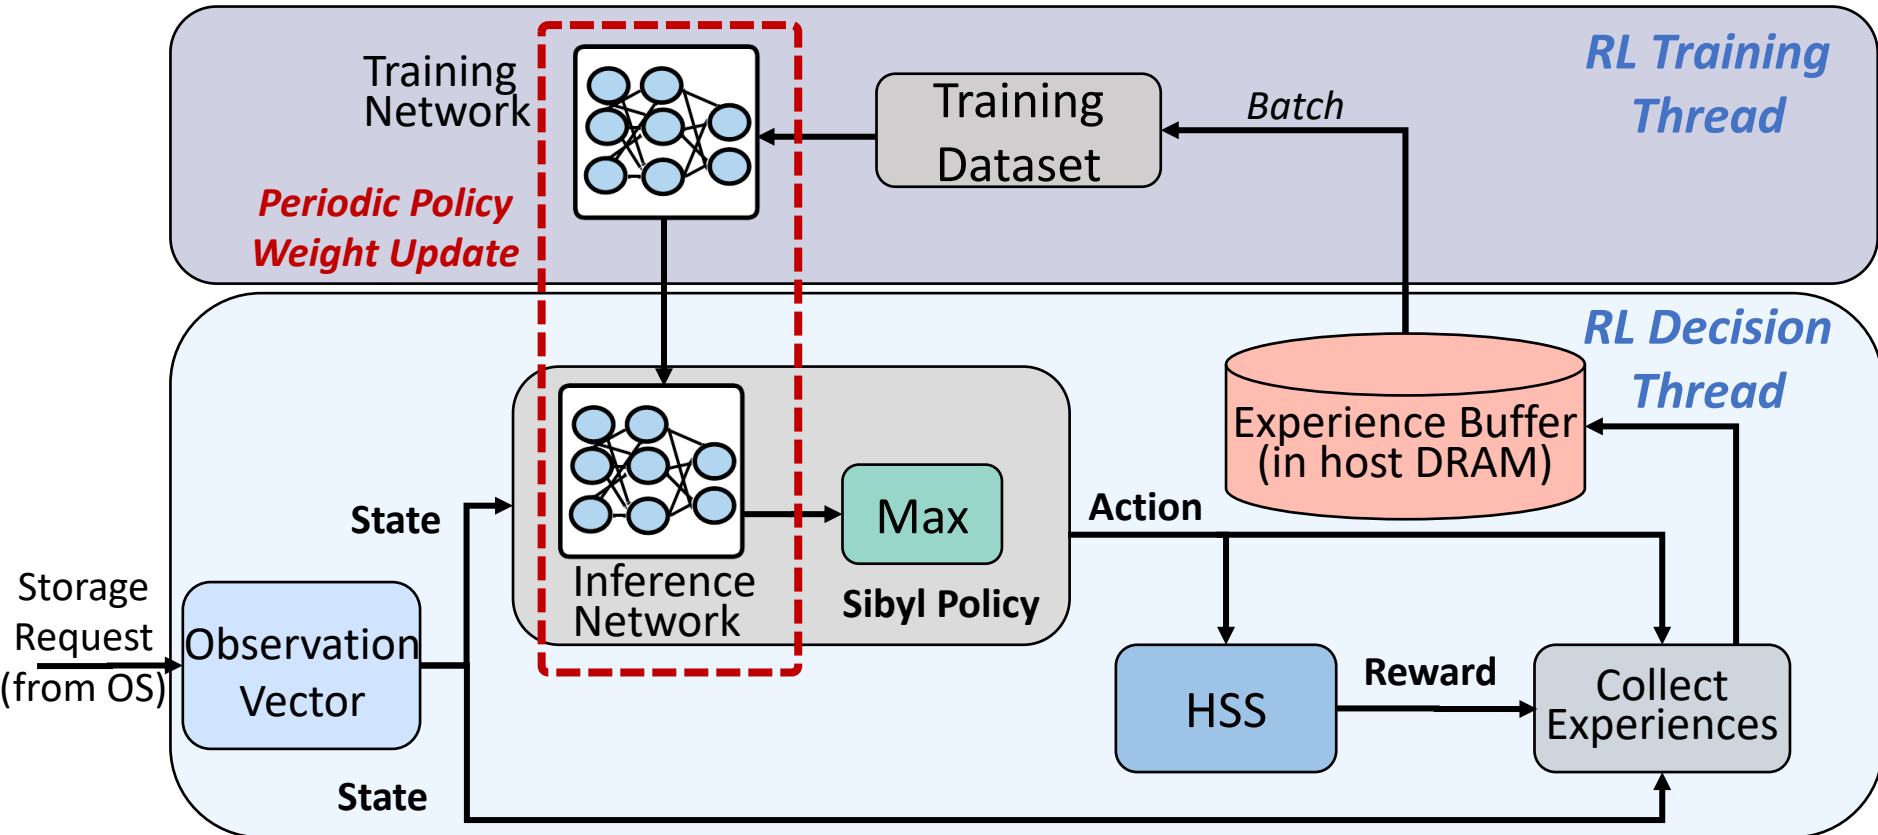 RL Training
Thread
Training
Network
Training
Dataset
Batch
Periodic Policy
Weight Update
RL Decision
Thread
Experience Buffer
(in host DRAM)
State
Max
Action
Inference
Network
Sibyl Policy
Storage
Request
(from OS)
Observation
Vector
HSS
Reward
Collect
Experiences
State